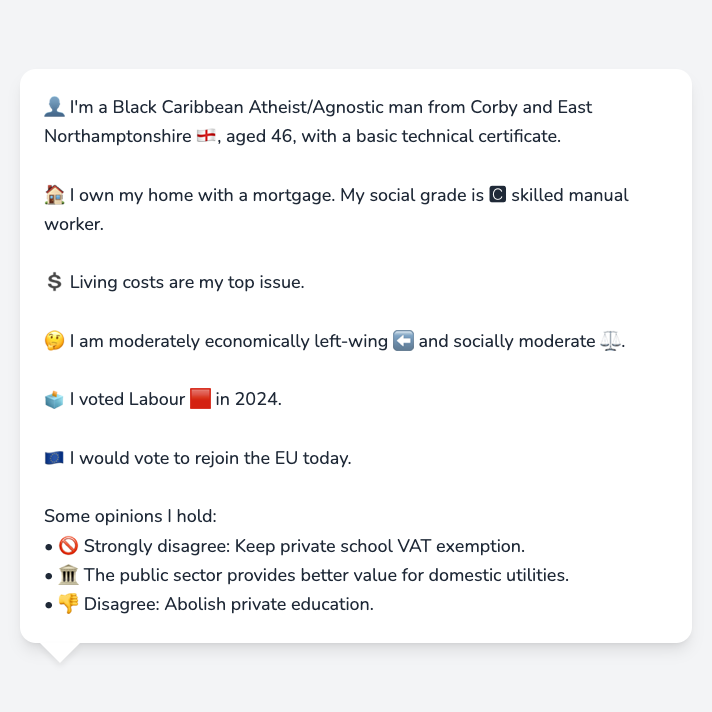 👤 I'm a Black Caribbean Atheist/Agnostic man from Corby and East
Northamptonshire 🏴󠁧󠁢󠁥󠁮󠁧󠁿, aged 46, with a basic technical certificate.
🏠 I own my home with a mortgage. My social grade is 🅲 skilled manual
worker.
💲 Living costs are my top issue.
🤔 I am moderately economically left-wing ⬅️ and socially moderate ⚖️.
🗳️ I voted Labour 🟥 in 2024.
🇪🇺 I would vote to rejoin the EU today.
Some opinions I hold:
• 🚫 Strongly disagree: Keep private school VAT exemption.
• 🏛️ The public sector provides better value for domestic utilities.
• 👎 Disagree: Abolish private education.